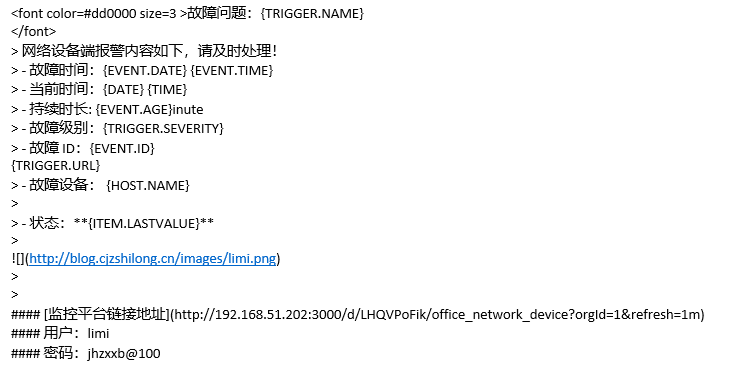 <font color=#dd0000 size=3 >故障问题：{TRIGGER.NAME}
</font>
> 网络设备端报警内容如下，请及时处理！
> - 故障时间：{EVENT.DATE} {EVENT.TIME}
> - 当前时间：{DATE} {TIME}
> - 持续时长: {EVENT.AGE}inute
> - 故障级别：{TRIGGER.SEVERITY}
> - 故障 ID：{EVENT.ID}
{TRIGGER.URL}
> - 故障设备： {HOST.NAME}
>
> - 状态：**{ITEM.LASTVALUE}**
>
![](http://blog.cjzshilong.cn/images/limi.png)
>
>
#### [监控平台链接地址](http://192.168.51.202:3000/d/LHQVPoFik/office_network_device?orgId=1&refresh=1m)
#### 用户：limi
#### 密码：jhzxxb@100